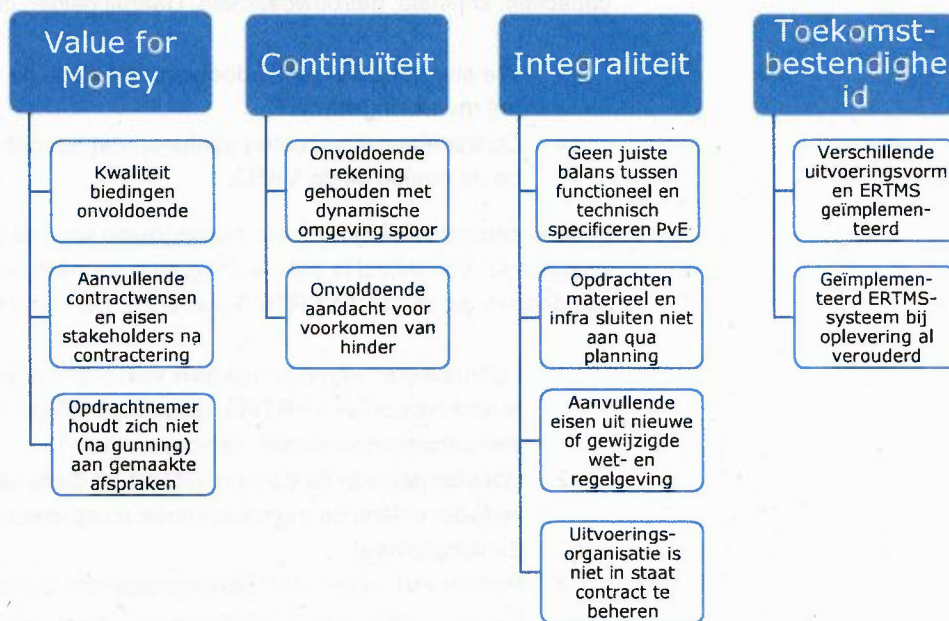 Value for
Money
Kwaliteit
biedingen
onvoldoende
Aanvullende
contractwensen
en eisen
stakeholders na
contractering
Opdrachtnemer
houdt zich niet
(na gunning)
aan gemaakte
afspraken
Continuïteit
Onvoldoende
rekening
gehouden met
dynamische
omgeving spoor
Onvoldoende
aandacht voor
voorkomen van
hinder
Integraliteit
Geen juiste
balans tussen
functioneel en
technisch
specificeren PvE
Opdrachten
materieel en
infra sluiten niet
aan qua
planning
Aanvullende
eisen uit nieuwe
of gewijzigde
wet- en
regelgeving
Uitvoerings-
organisatie is
niet in staat
contract te
beheren
Toekomst-
bestendighe
id
Verschillende
uitvoeringsvorm
en ERTMS
geïmplemen-
teerd
Geïmplemen-
teerd ERTMS-
systeem bij
oplevering al
verouderd